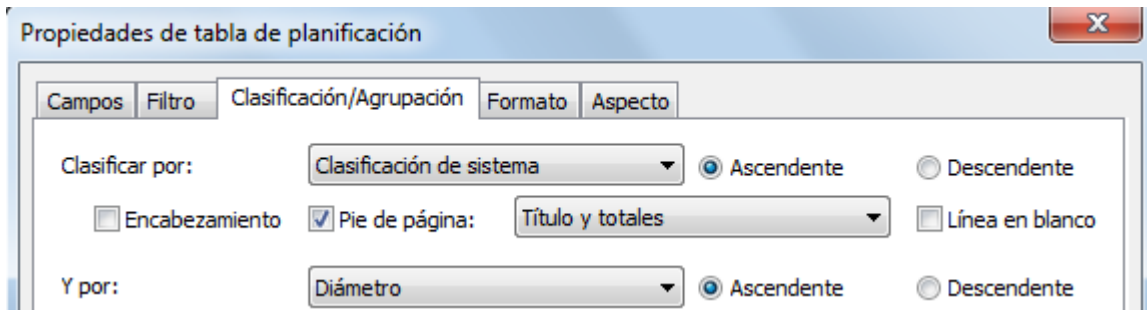 Propiedades de tabla de planificación
Campos Filtro Clasificación/Agrupación Formato Aspecto
Clasificar por: Clasificación de sistema Ascendente Descendente
Encabezamiento Pie de página: Título y totales Línea en blanco
Y por: Diámetro Ascendente Descendente